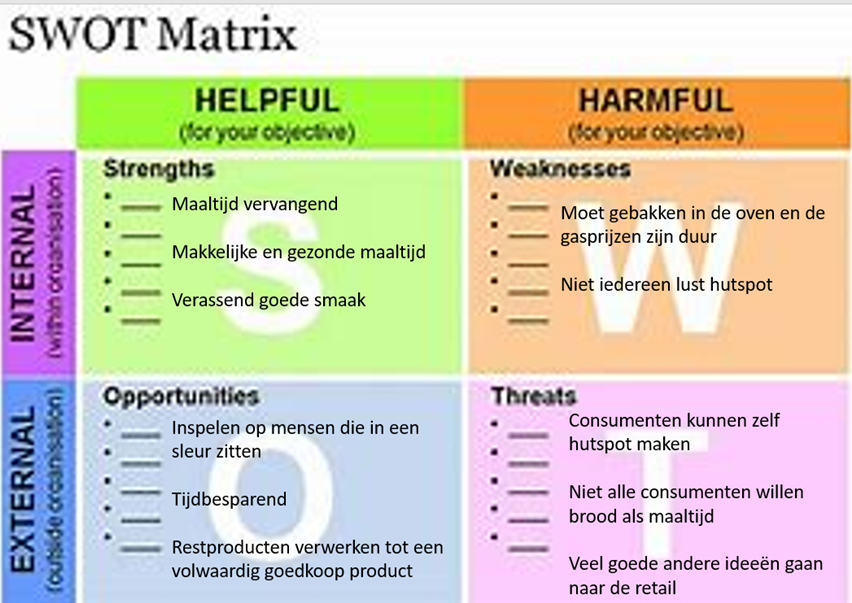 SWOT Matrix
HELPFUL
(for your objective)
HARMFUL
(for your objective)
INTERNAL
(within organisation)
Strengths
Maaltijd vervangend
Makkelijke en gezonde maaltijd
Verassend goede smaak
S
Weaknesses
Moet gebakken in de oven en de
gasprijzen zijn duur
Niet iedereen lust hutspot
W
EXTERNAL
(outside organisation)
Opportunities
Inspelen op mensen die in een
sleur zitten
Tijdbesparend
Restproducten verwerken tot een
volwaardig goedkoop product
O
Threats
Consumenten kunnen zelf
hutspot maken
Niet alle consumenten willen
brood als maaltijd
Veel goede andere ideeën gaan
naar de retail
T